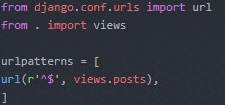 from django.conf.urls import url
from . import views

urlpatterns = [
url(r'^$', views.posts),
]